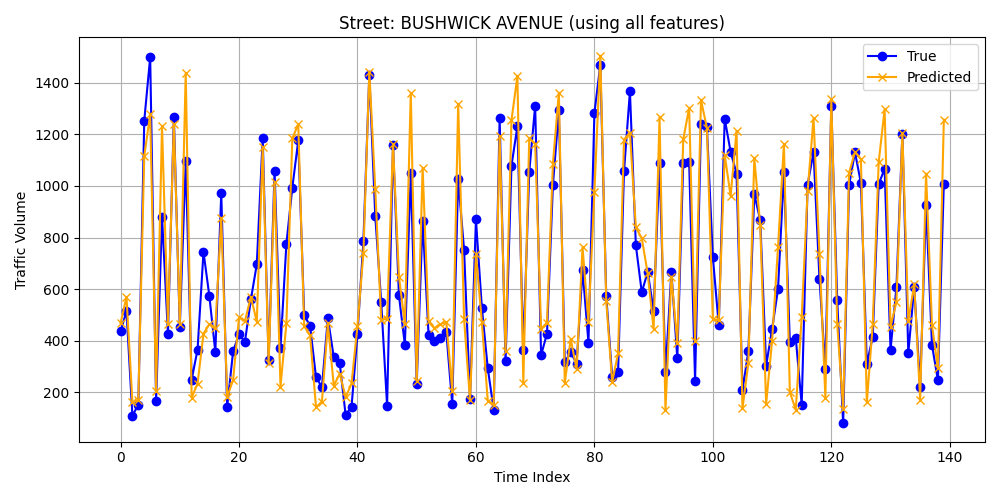 Street: BUSHWICK AVENUE (using all features)
True
Predicted
Traffic Volume
1400
1200
1000
800
600
400
200
0 20 40 60 80 100 120 140
Time Index